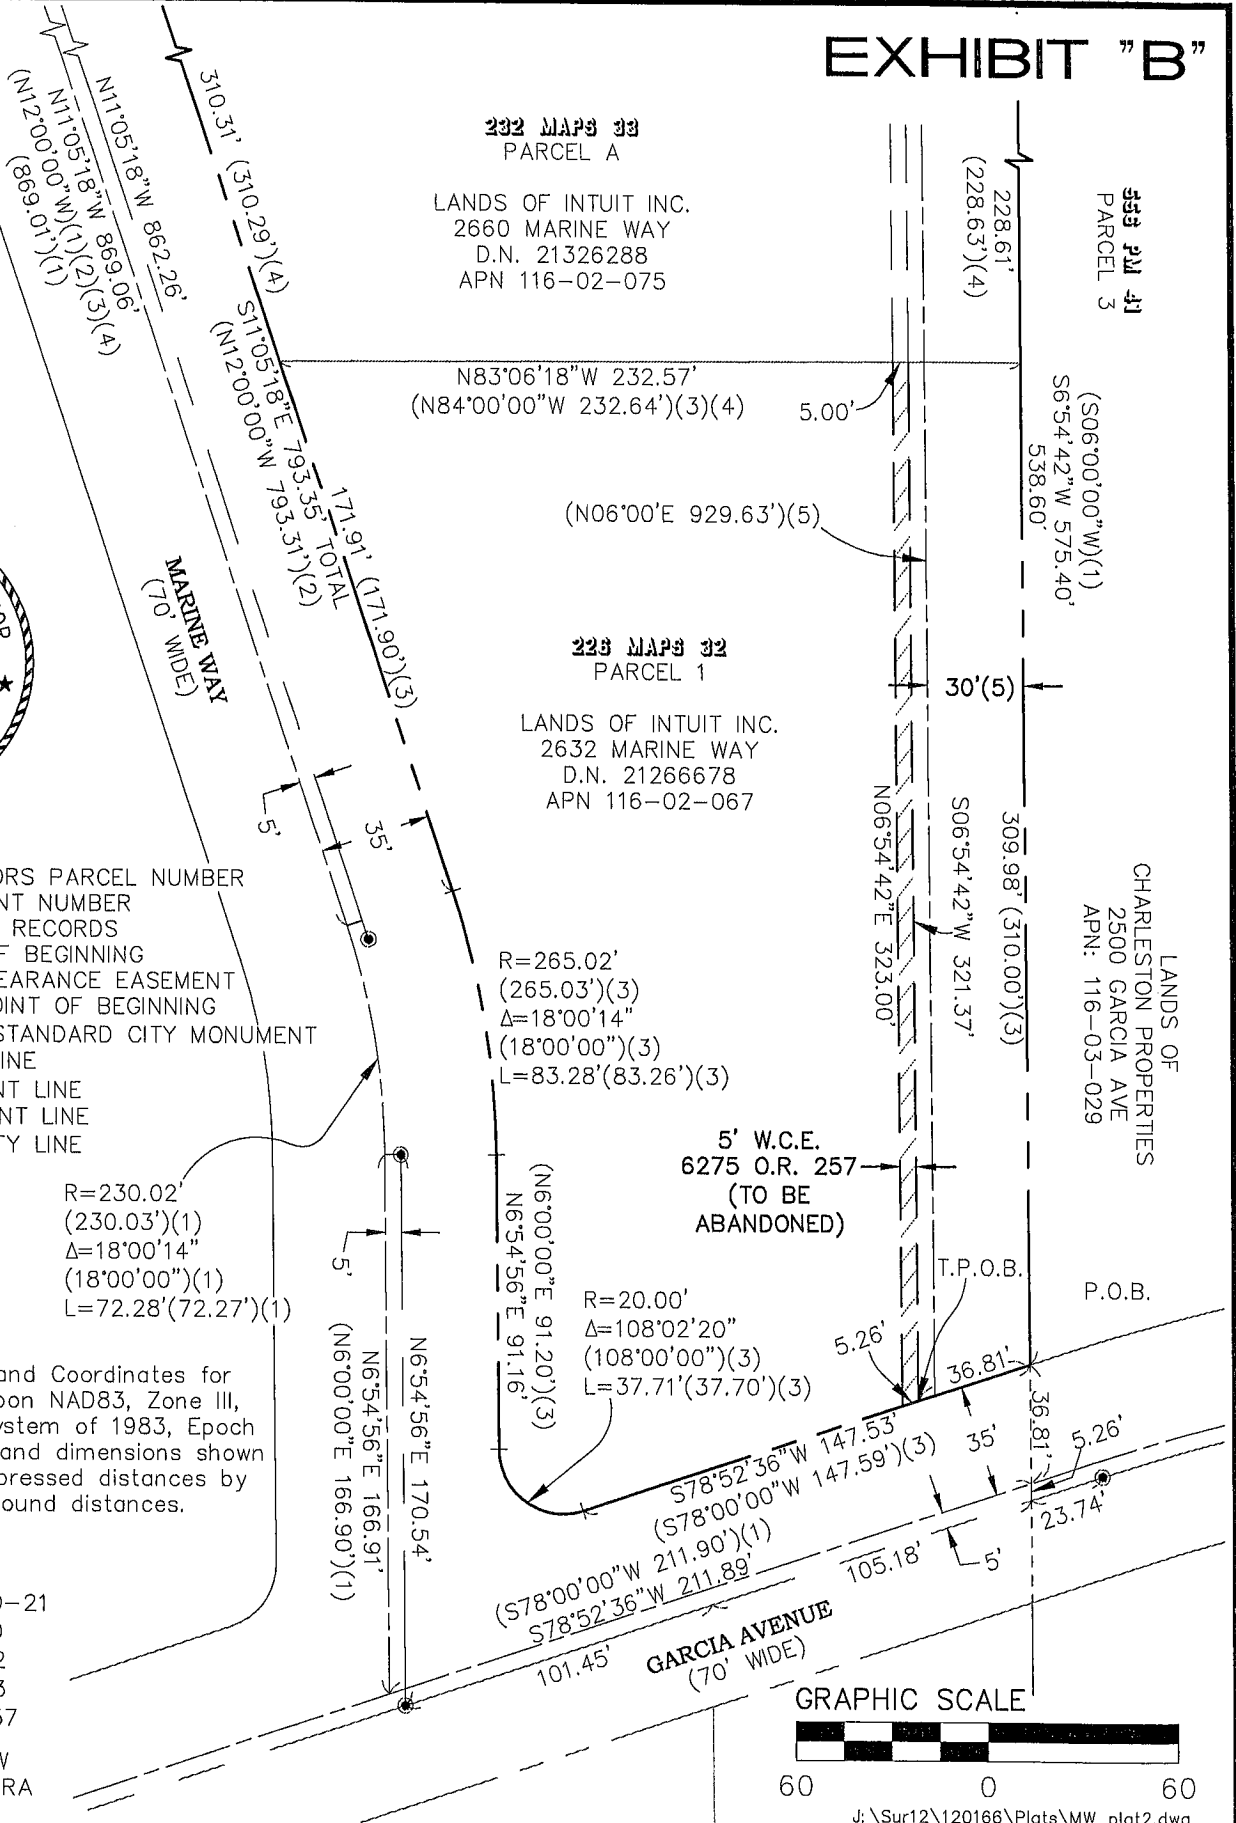 EXHIBIT "B"
232 MAPS 33
PARCEL A
LANDS OF INTUIT INC.
2660 MARINE WAY
D.N. 21326288
APN 116-02-075
310.31' (310.29')(4)
N11°05'18"W 862.26'
N11°05'18"W 869.06'
(N12°00'00"W)(1)(2)(3)(4)
(869.01')(1)
228.61'
(228.63')(4)
PM 41
PARCEL 3
S11°05'18"E 793.35' TOTAL
(N12°00'00"W 793.31')(2)
N83°06'18"W 232.57'
(N84°00'00"W 232.64')(3)(4)
5.00'
(S06°00'00"W)(1)
S6°54'42"W 575.40'
538.60'
171.91' (171.90')(3)
(N06°00'E 929.63')(5)
MARINE WAY
(70' WIDE)
226 MAPS 32
PARCEL 1
30'(5)
LANDS OF INTUIT INC.
2632 MARINE WAY
D.N. 21266678
APN 116-02-067
5'
35'
N06°54'42"E 323.00'
S06°54'42"W 321.37'
309.98' (310.00')(3)
LANDS OF
CHARLESTON PROPERTIES
2500 GARCIA AVE
APN: 116-03-029
ORS PARCEL NUMBER
NT NUMBER
RECORDS
F BEGINNING
EARANCE EASEMENT
OINT OF BEGINNING
STANDARD CITY MONUMENT
INE
NT LINE
NT LINE
TY LINE
R=265.02'
(265.03')(3)
Δ=18°00'14"
(18°00'00")(3)
L=83.28'(83.26')(3)
5' W.C.E.
6275 O.R. 257
(TO BE
ABANDONED)
R=230.02'
(230.03')(1)
Δ=18°00'14"
(18°00'00")(1)
L=72.28'(72.27')(1)
5'
(N6°00'00"E 91.20')(3)
N6°54'56"E 91.16'
T.P.O.B.
P.O.B.
R=20.00'
Δ=108°02'20"
(108°00'00")(3)
L=37.71'(37.70')(3)
5.26'
36.81'
36.81'
5.26'
N6°54'56"E 170.54'
N6°54'56"E 166.91'
(N6°00'00"E 166.90')(1)
S78°52'36"W 147.53'
(S78°00'00"W 147.59')(3)
35'
23.74'
and Coordinates for
pon NAD83, Zone III,
ystem of 1983, Epoch
and dimensions shown
pressed distances by
ound distances.
(S78°00'00"W 211.90')(1)
S78°52'36"W 211.89'
105.18'
5'
101.45'
GARCIA AVENUE
(70' WIDE)
-21
2
3
57
W
RA
GRAPHIC SCALE
60 0 60
J:\Sur12\120166\Plats\MW plat2.dwg